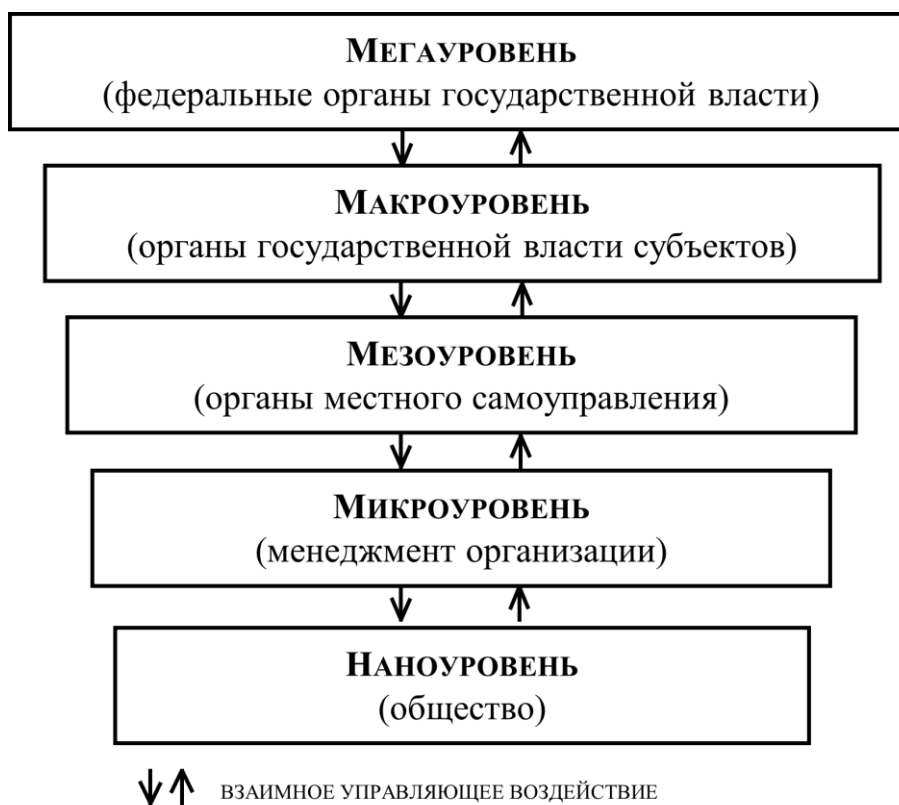 МЕГАУРОВЕНЬ
(федеральные органы государственной власти)
МАКРОУРОВЕНЬ
(органы государственной власти субъектов)
МЕЗОУРОВЕНЬ
(органы местного самоуправления)
МИКРОУРОВЕНЬ
(менеджмент организации)
НАНОУРОВЕНЬ
(общество)
ВЗАИМНОЕ УПРАВЛЯЮЩЕЕ ВОЗДЕЙСТВИЕ